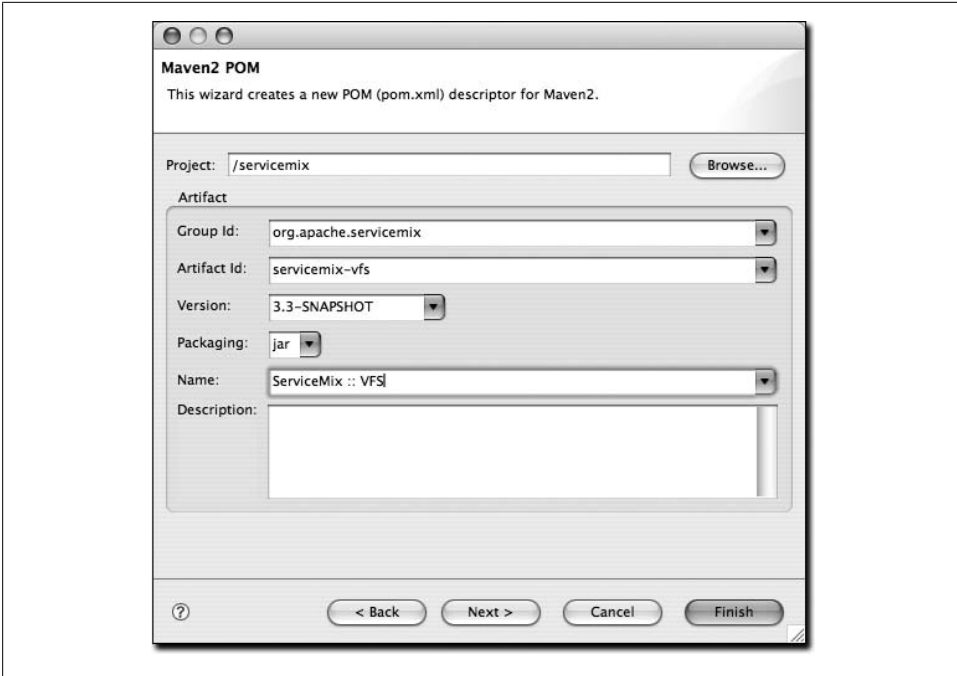 Maven2 POM
This wizard creates a new POM (pom.xml) descriptor for Maven2.
Project: /servicemix Browse...
Artifact
Group Id: org.apache.servicemix
Artifact Id: servicemix-vfs
Version: 3.3-SNAPSHOT
Packaging: jar
Name: ServiceMix :: VFS
Description:
? < Back Next > Cancel Finish